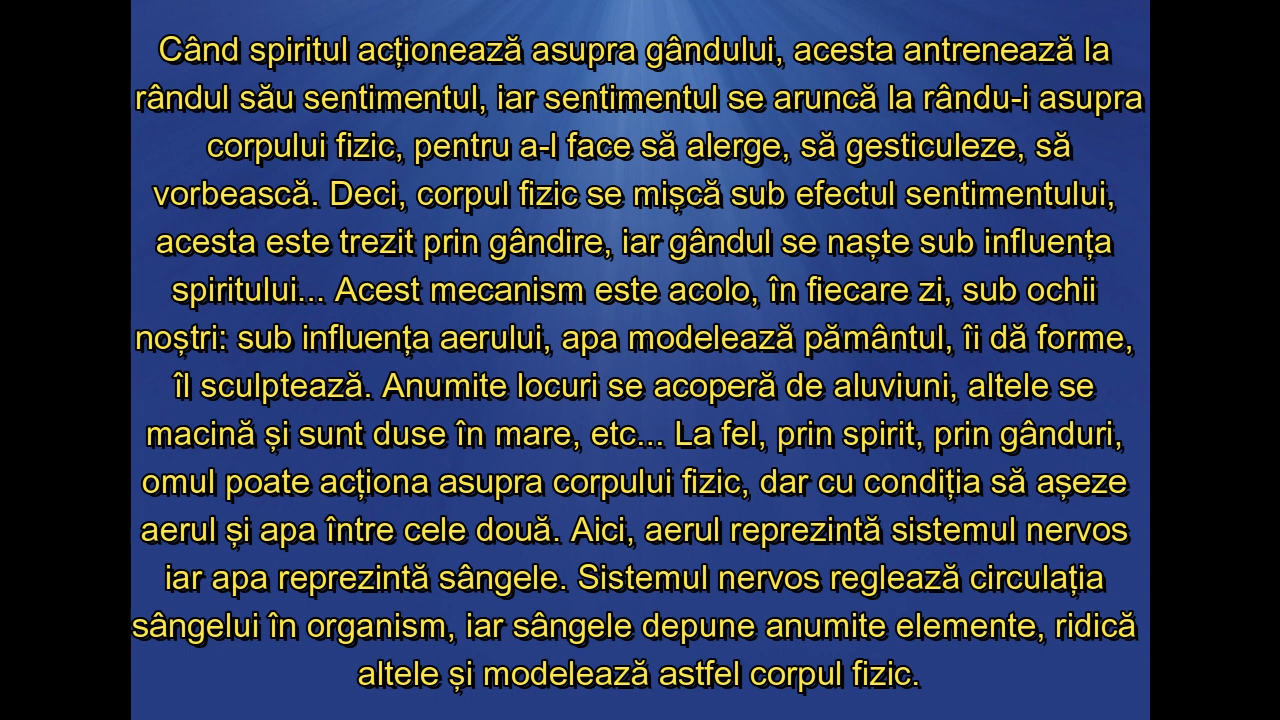 Când spiritul acționează asupra gândului, acesta antrenează la
rândul său sentimentul, iar sentimentul se aruncă la rându-i asupra
corpului fizic, pentru a-l face să alerge, să gesticuleze, să
vorbească. Deci, corpul fizic se mișcă sub efectul sentimentului,
acesta este trezit prin gândire, iar gândul se naște sub influența
spiritului... Acest mecanism este acolo, în fiecare zi, sub ochii
noștri: sub influența aerului, apa modelează pământul, îi dă forme,
îl sculptează. Anumite locuri se acoperă de aluviuni, altele se
macină și sunt duse în mare, etc... La fel, prin spirit, prin gânduri,
omul poate acționa asupra corpului fizic, dar cu condiția să așeze
aerul și apa între cele două. Aici, aerul reprezintă sistemul nervos
iar apa reprezintă sângele. Sistemul nervos reglează circulația
sângelui în organism, iar sângele depune anumite elemente, ridică
altele și modelează astfel corpul fizic.